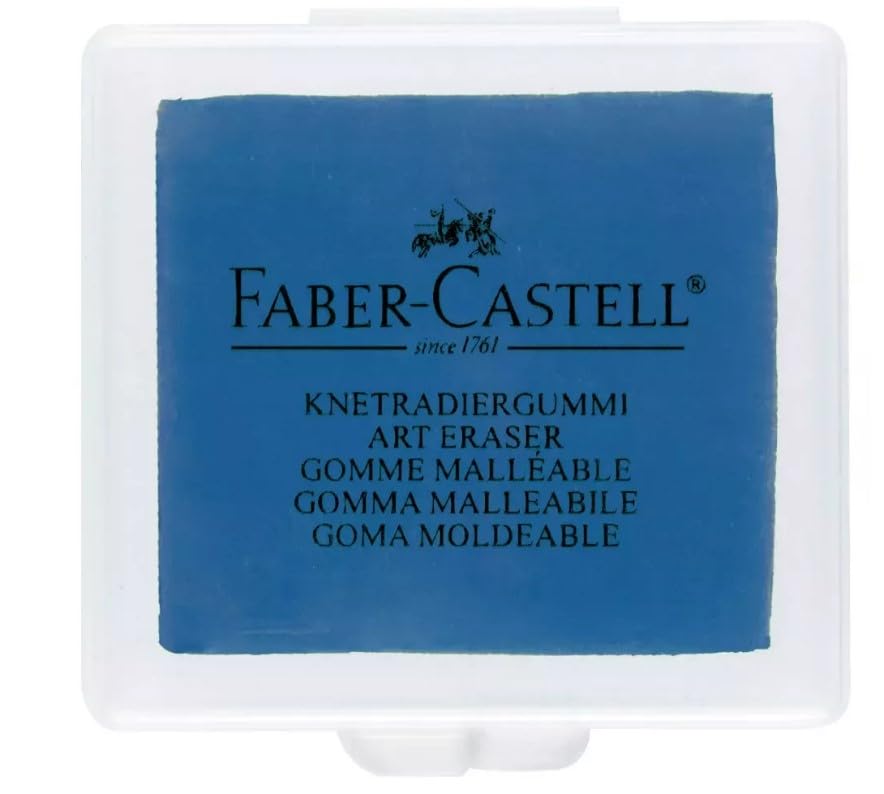 FABER-CASTELL®
since 1761
KNETRADIERGUMMI
ART ERASER
GOMME MALLÉABLE
GOMMA MALLEABILE
GOMA MOLDEABLE